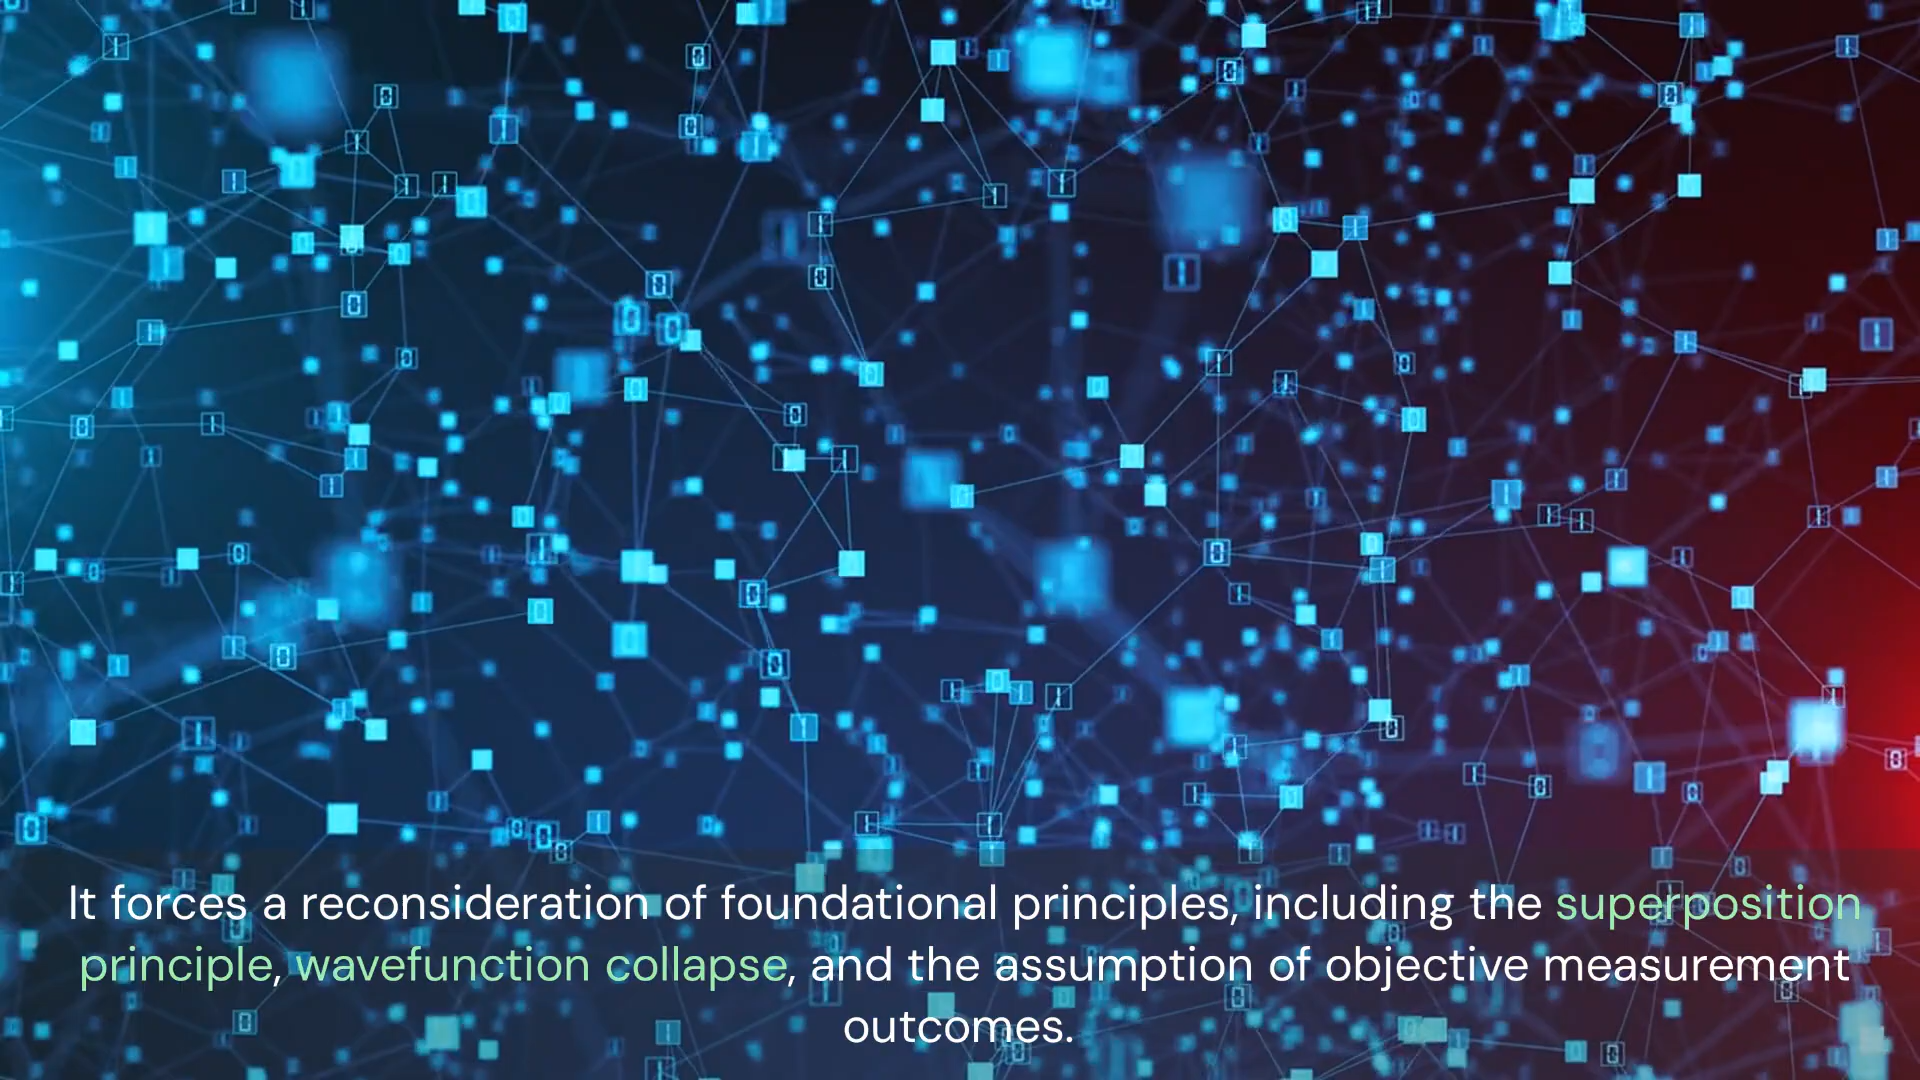 It forces a reconsideration of foundational principles, including the superposition
principle, wavefunction collapse, and the assumption of objective measurement
outcomes.